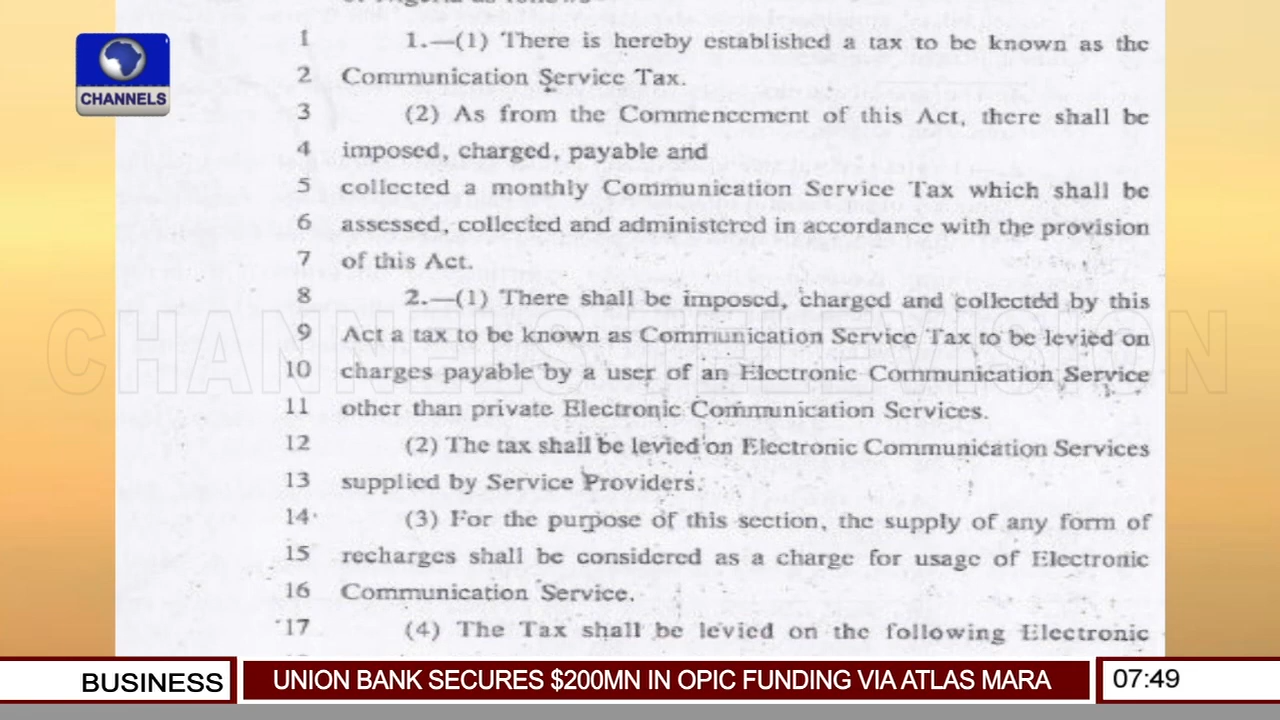 of Nigeria as follows
1 1.—(1) There is hereby established a tax to be known as the
2 Communication Service Tax.
3 (2) As from the Commencement of this Act, there shall be
4 imposed, charged, payable and
5 collected a monthly Communication Service Tax which shall be
6 assessed, collected and administered in accordance with the provision
7 of this Act.
8 2.—(1) There shall be imposed, charged and collected by this
9 Act a tax to be known as Communication Service Tax to be levied on
10 charges payable by a user of an Electronic Communication Service
11 other than private Electronic Communication Services.
12 (2) The tax shall be levied on Electronic Communication Services
13 supplied by Service Providers.
14 (3) For the purpose of this section, the supply of any form of
15 recharges shall be considered as a charge for usage of Electronic
16 Communication Service.
17 (4) The Tax shall be levied on the following Electronic
CHANNELS
CHANNELS TELEVISION
BUSINESS
UNION BANK SECURES $200MN IN OPIC FUNDING VIA ATLAS MARA
07:49